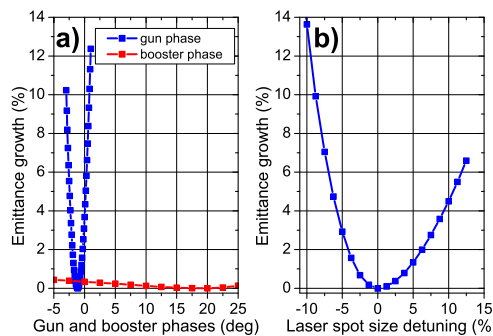 a)
gun phase
booster phase
14
12
10
8
6
4
2
0
Emittance growth (%)
-5 0 5 10 15 20 25
Gun and booster phases (deg)
b)
14
12
10
8
6
4
2
0
Emittance growth (%)
-10 -5 0 5 10 15
Laser spot size detuning (%